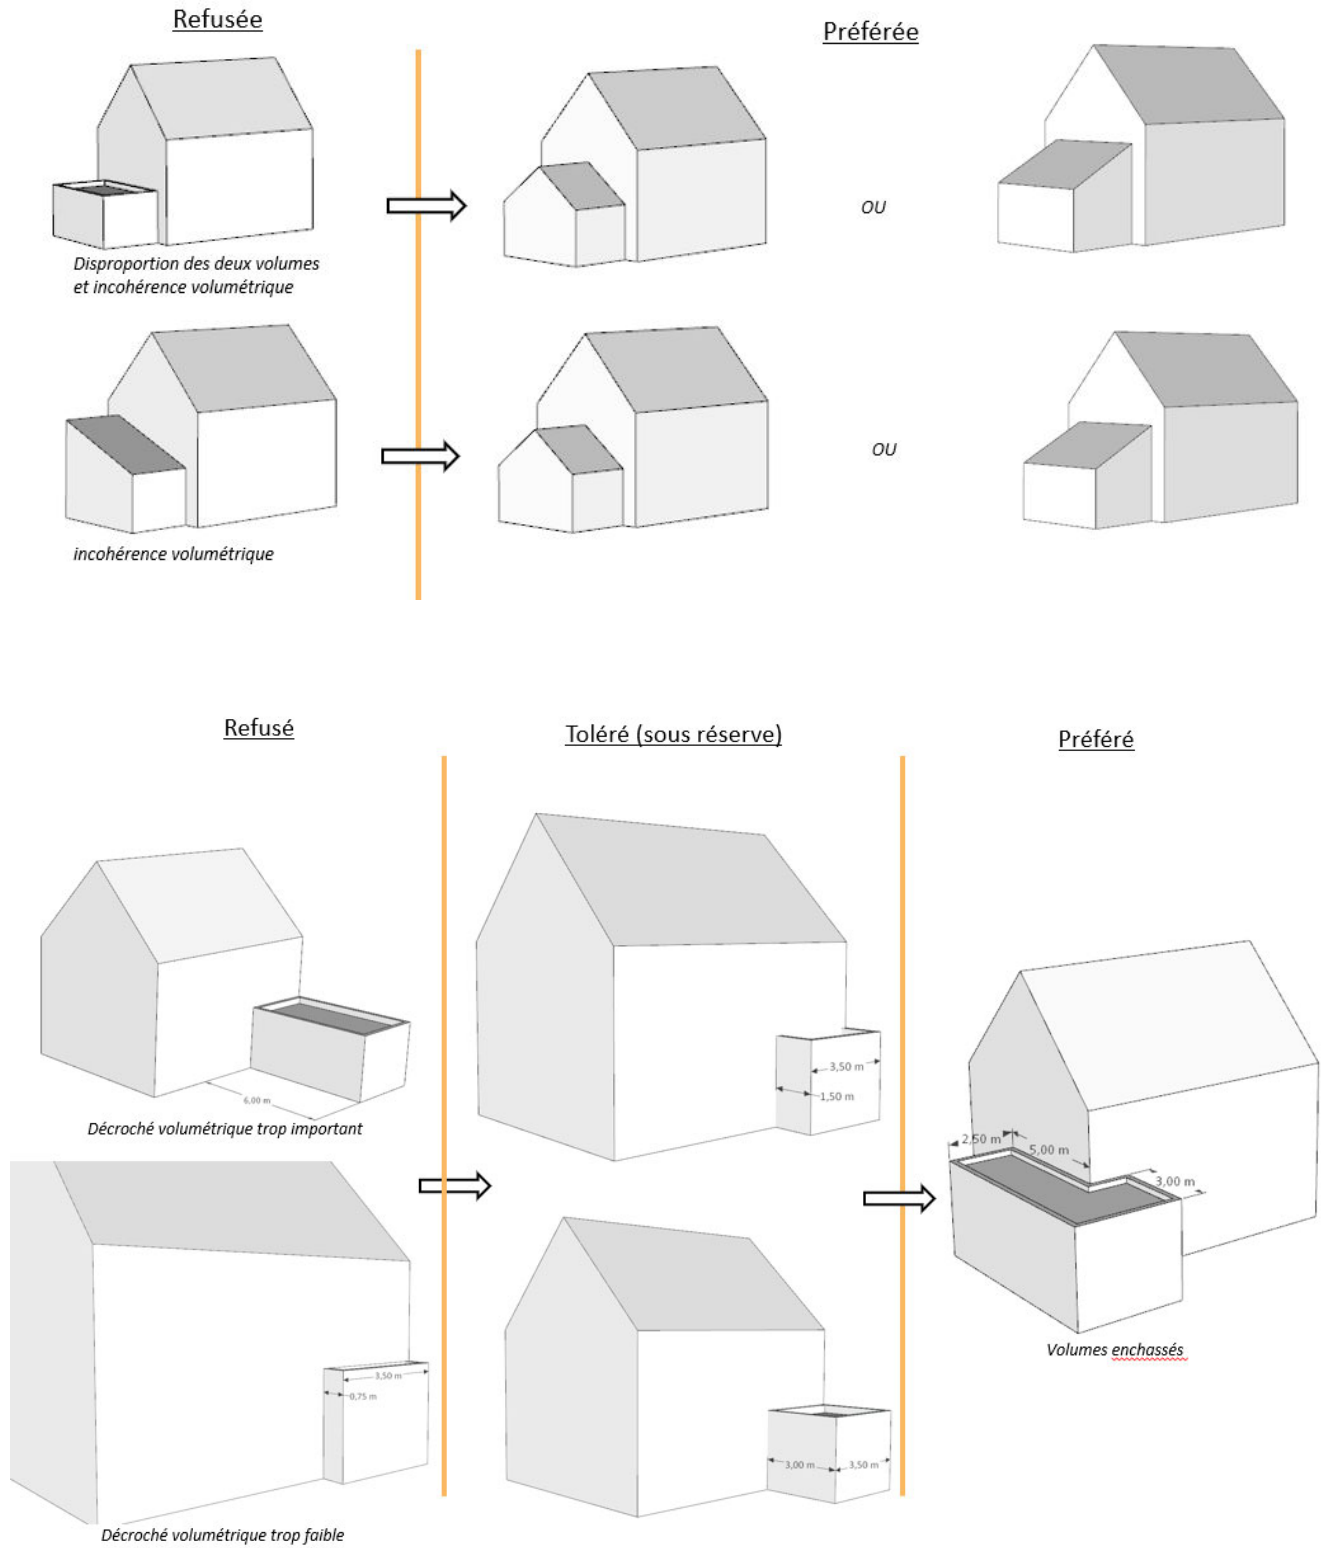 Refusée
Préférée
OU
Disproportion des deux volumes
et incohérence volumétrique
OU
incohérence volumétrique
Refusé
Toléré (sous réserve)
Préféré
6,00 m
Décroché volumétrique trop important
3,50 m
1,50 m
2,50 m
5,00 m
3,00 m
Volumes enchassés
3,50 m
0,75 m
3,00 m
3,50 m
Décroché volumétrique trop faible